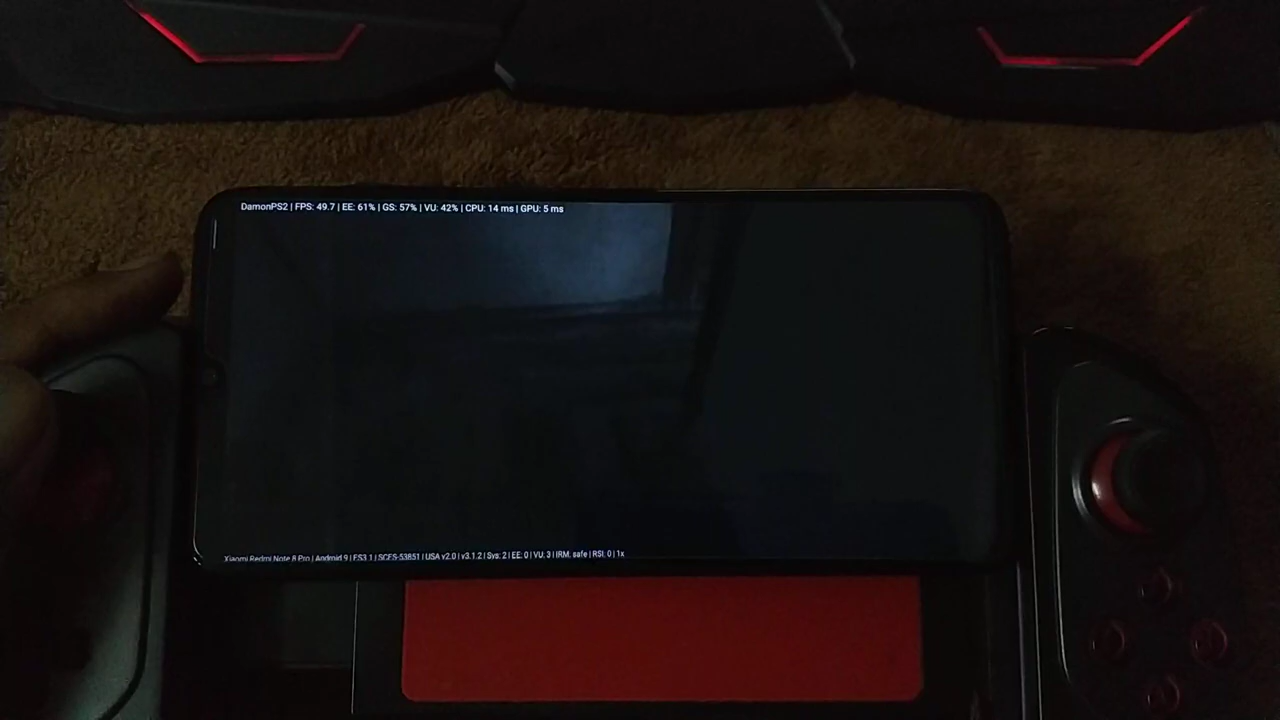 DamonPS2 | FPS: 49.7 | EE: 61% | GS: 57% | VU: 42% | CPU: 14 ms | GPU: 5 ms
Xiaomi Redmi Note 8 Pro | Android 9 | ES3.1 | SCES-53851 | USA v2.0 | v3.1.2 | Sys: 2 | EE: 0 | VU: 3 | IRM: safe | RSI: 0 | 1x